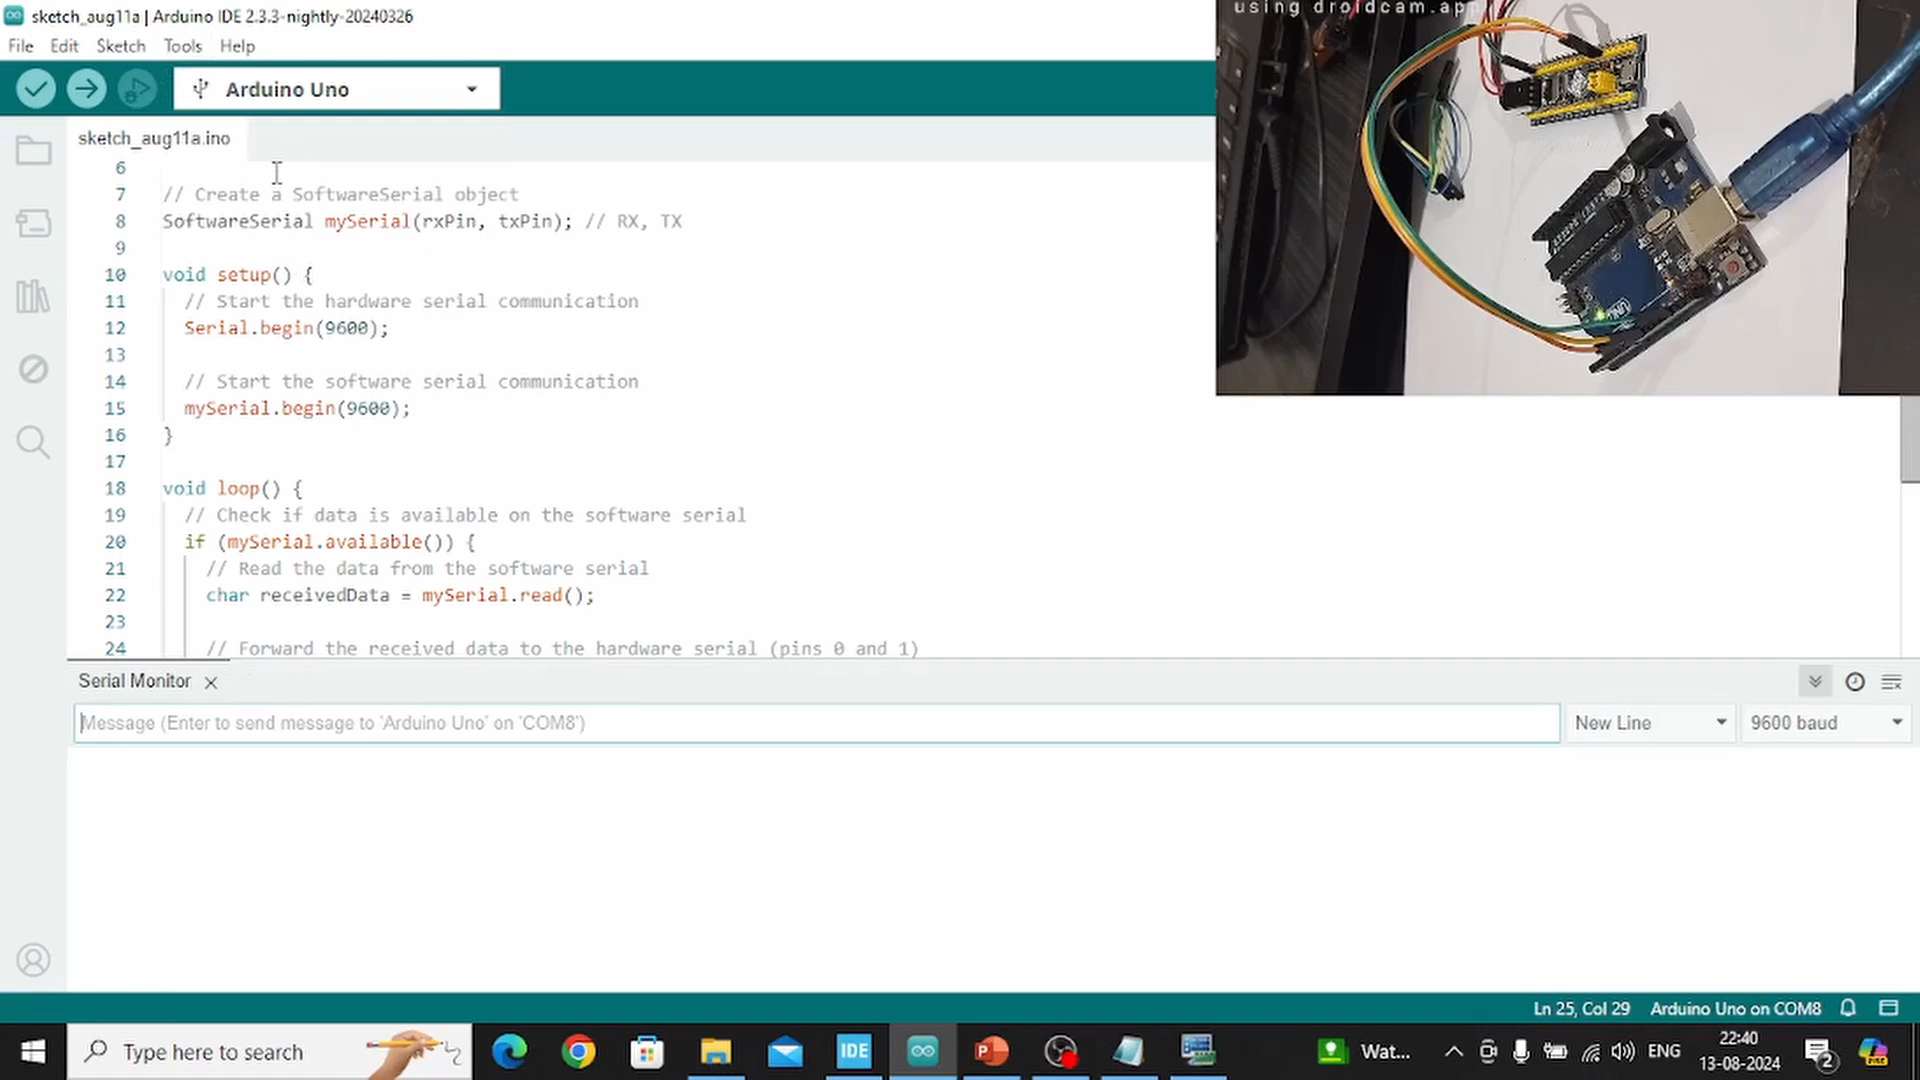 sketch_aug11a | Arduino IDE 2.3.3-nightly-20240326
File Edit Sketch Tools Help
Arduino Uno
sketch_aug11a.ino
using droidcam.app
6
7 // Create a SoftwareSerial object
8 SoftwareSerial mySerial(rxPin, txPin); // RX, TX
9
10 void setup() {
11 // Start the hardware serial communication
12 Serial.begin(9600);
13
14 // Start the software serial communication
15 mySerial.begin(9600);
16 }
17
18 void loop() {
19 // Check if data is available on the software serial
20 if (mySerial.available()) {
21 // Read the data from the software serial
22 char receivedData = mySerial.read();
23
24 // Forward the received data to the hardware serial (pins 0 and 1)
Serial Monitor
Message (Enter to send message to 'Arduino Uno' on 'COM8')
New Line
9600 baud
Ln 25, Col 29 Arduino Uno on COM8
Type here to search
IDE
Wat...
ENG
22:40
13-08-2024
2